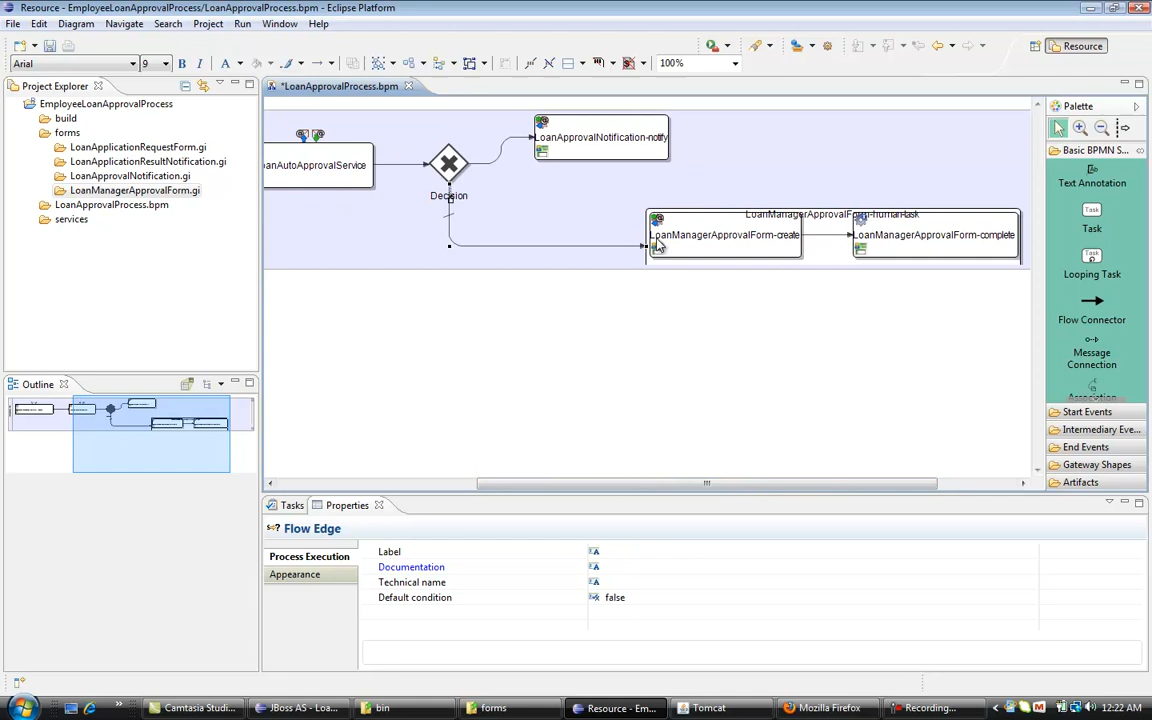 Resource - EmployeeLoanApprovalProcess/LoanApprovalProcess.bpm - Eclipse Platform
File Edit Diagram Navigate Search Project Run Window Help
Resource
Arial 9 B I A 100%
Project Explorer
EmployeeLoanApprovalProcess
build
forms
LoanApplicationRequestForm.gi
LoanApplicationResultNotification.gi
LoanApprovalNotification.gi
LoanManagerApprovalForm.gi
LoanApprovalProcess.bpm
services
*LoanApprovalProcess.bpm
anAutoApprovalService
Decision
LoanApprovalNotification-notify
LoanManagerApprovalForm-human-task
LoanManagerApprovalForm-create
LoanManagerApprovalForm-complete
Palette
Basic BPMN ...
Text Annotation
Task
Task
Task
Looping Task
Flow Connector
Message
Connection
Association
Start Events
Intermediary Eve...
End Events
Gateway Shapes
Artifacts
Outline
Tasks Properties
Flow Edge
Process Execution
Appearance
Label
Documentation
Technical name
Default condition false
Camtasia Studi...
JBoss AS - Loa...
bin
forms
Resource - Em...
Tomcat
Mozilla Firefox
Recording...
12:22 AM